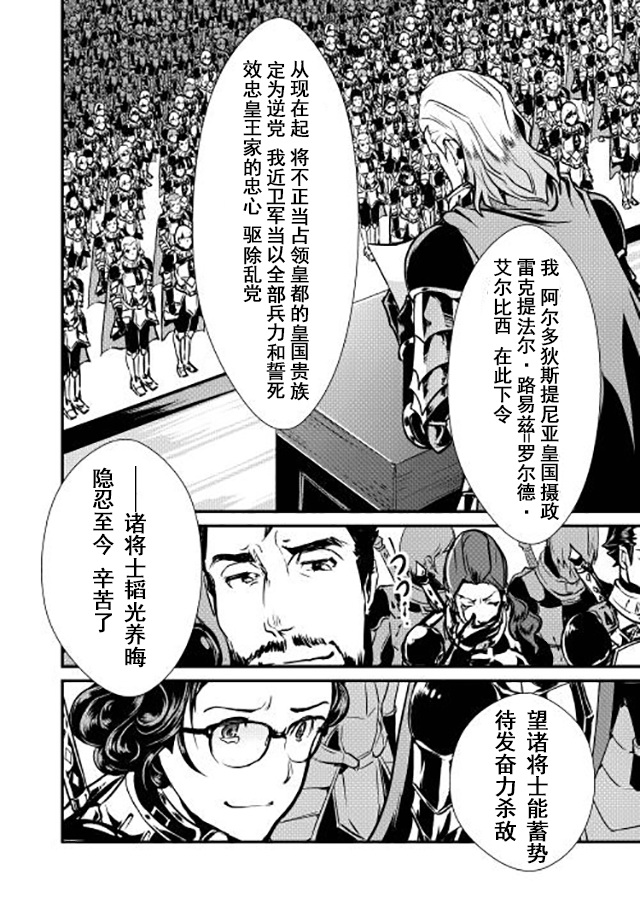 我 阿尔多狄斯提尼亚皇国摄政
雷克提法尔·路易兹=罗尔德·
艾尔比西 在此下令
从现在起 将不正当占领皇都的皇国贵族
定为逆党 我近卫军当以全部兵力和誓死
效忠皇王家的忠心 驱除乱党
——诸将士韬光养晦
隐忍至今 辛苦了
望诸将士能蓄势
待发奋力杀敌